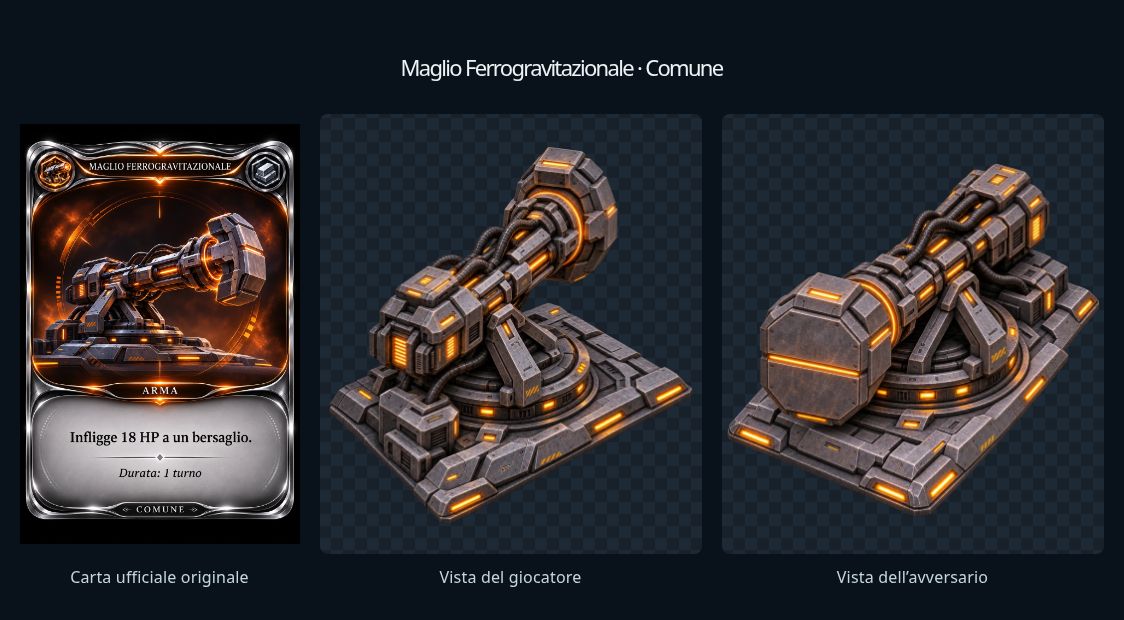 Maglio Ferrogravitazionale · Comune
MAGLIO FERROGRAVITAZIONALE
ARMA
Infligge 18 HP a un bersaglio.
Durata: 1 turno
COMUNE
Carta ufficiale originale
Vista del giocatore
Vista dell’avversario